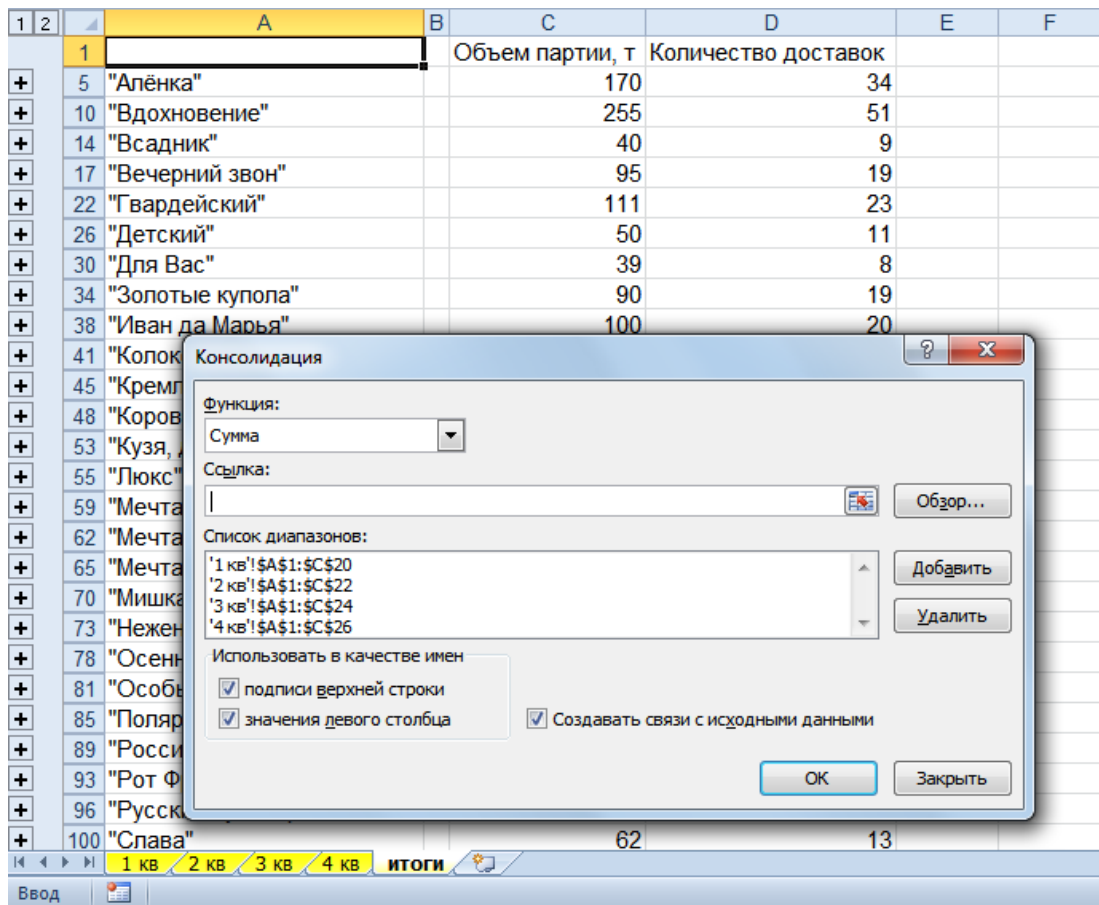 1 2 A B C D E F
1 Объем партии, т Количество доставок
5 "Алёнка" 170 34
10 "Вдохновение" 255 51
14 "Всадник" 40 9
17 "Вечерний звон" 95 19
22 "Гвардейский" 111 23
26 "Детский" 50 11
30 "Для Вас" 39 8
34 "Золотые купола" 90 19
38 "Иван да Марья" 100 20
41 "Колок
45 "Кремл
48 "Коров
53 "Кузя,
55 "Люкс"
59 "Мечта
62 "Мечта
65 "Мечта
70 "Мишка
73 "Нежен
78 "Осенн
81 "Особы
85 "Поляр
89 "Росси
93 "Рот Ф
96 "Русск
100 "Слава" 62 13
Консолидация
Функция:
Сумма
Ссылка:
Обзор...
Список диапазонов:
'1 кв'!$A$1:$C$20
'2 кв'!$A$1:$C$22
'3 кв'!$A$1:$C$24
'4 кв'!$A$1:$C$26
Добавить
Удалить
Использовать в качестве имен
подписи верхней строки
значения левого столбца
Создавать связи с исходными данными
ОК Закрыть
1 кв 2 кв 3 кв 4 кв итоги
Ввод